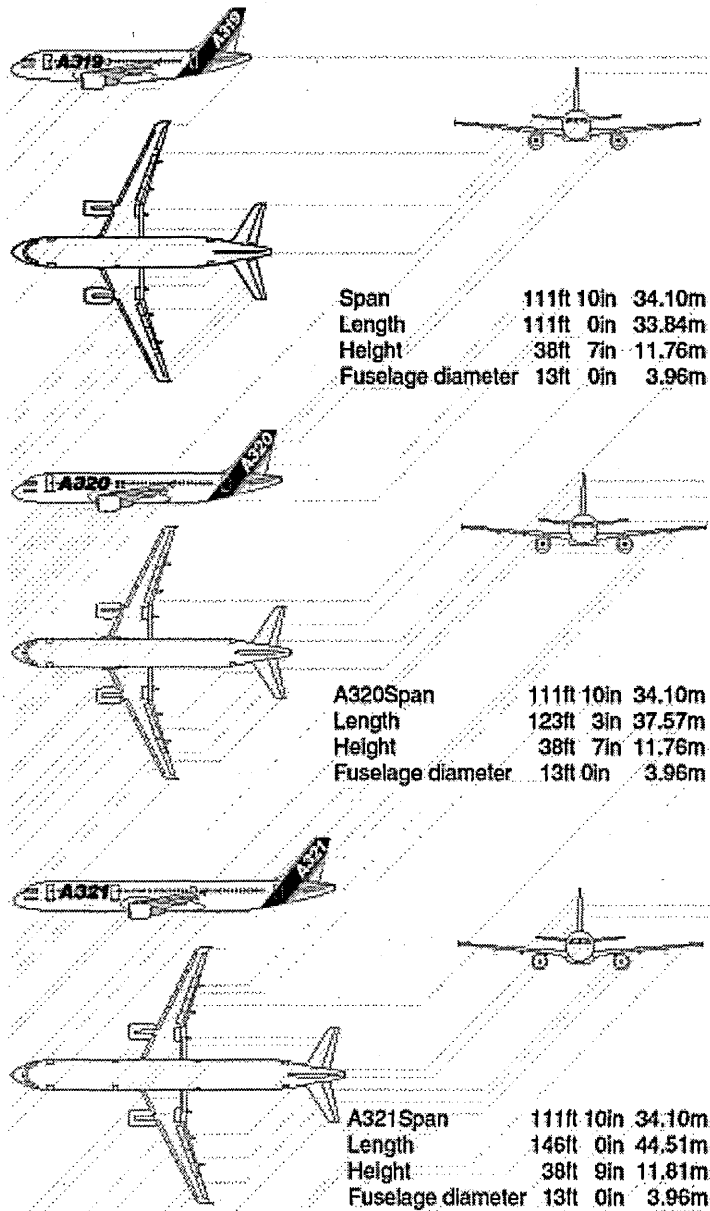 A319
A319
Span 111ft 10in 34.10m
Length 111ft 0in 33.84m
Height 38ft 7in 11.76m
Fuselage diameter 13ft 0in 3.96m
A320
A320
A320Span 111ft 10in 34.10m
Length 123ft 3in 37.57m
Height 38ft 7in 11.76m
Fuselage diameter 13ft 0in 3.96m
A321
A321
A321Span 111ft 10in 34.10m
Length 146ft 0in 44.51m
Height 38ft 9in 11.81m
Fuselage diameter 13ft 0in 3.96m